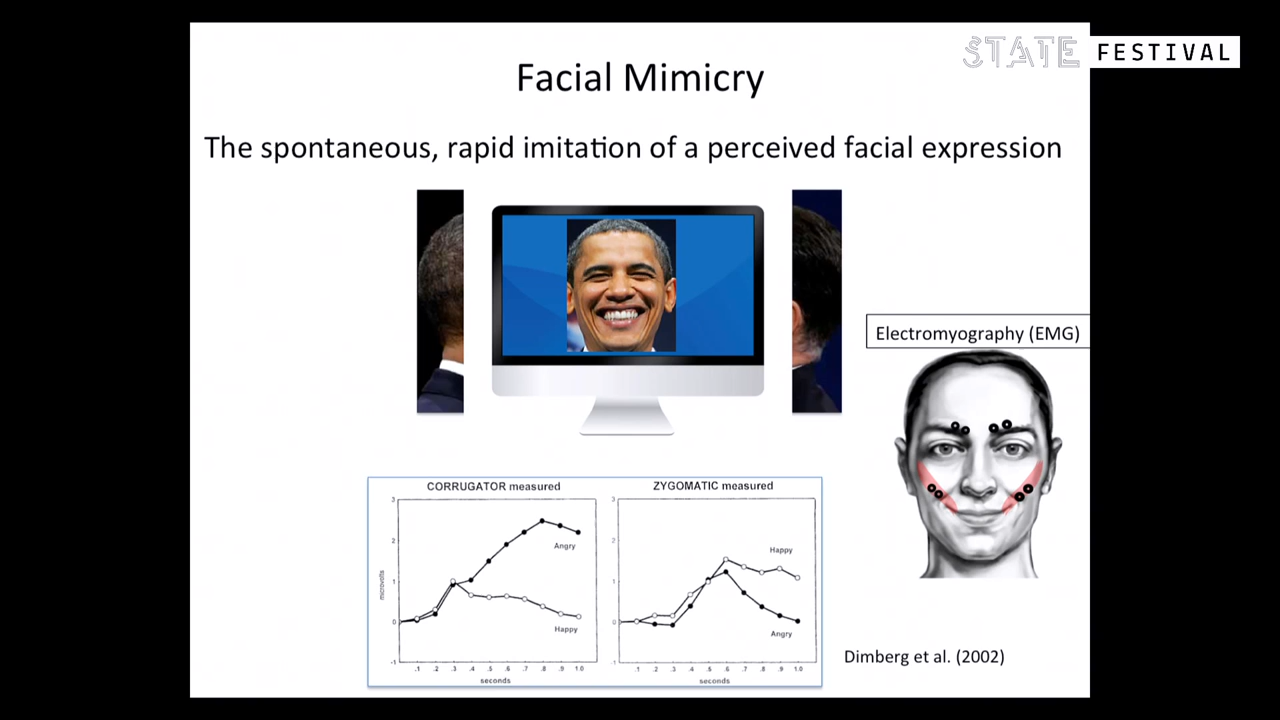 STATE FESTIVAL
Facial Mimicry
The spontaneous, rapid imitation of a perceived facial expression
Electromyography (EMG)
CORRUGATOR measured
3
2
1
0
-1
microvolts
Angry
Happy
.1 .2 .3 .4 .5 .6 .7 .8 .9 1.0
seconds
ZYGOMATIC measured
3
2
1
0
-1
Happy
Angry
.1 .2 .3 .4 .5 .6 .7 .8 .9 1.0
seconds
Dimberg et al. (2002)